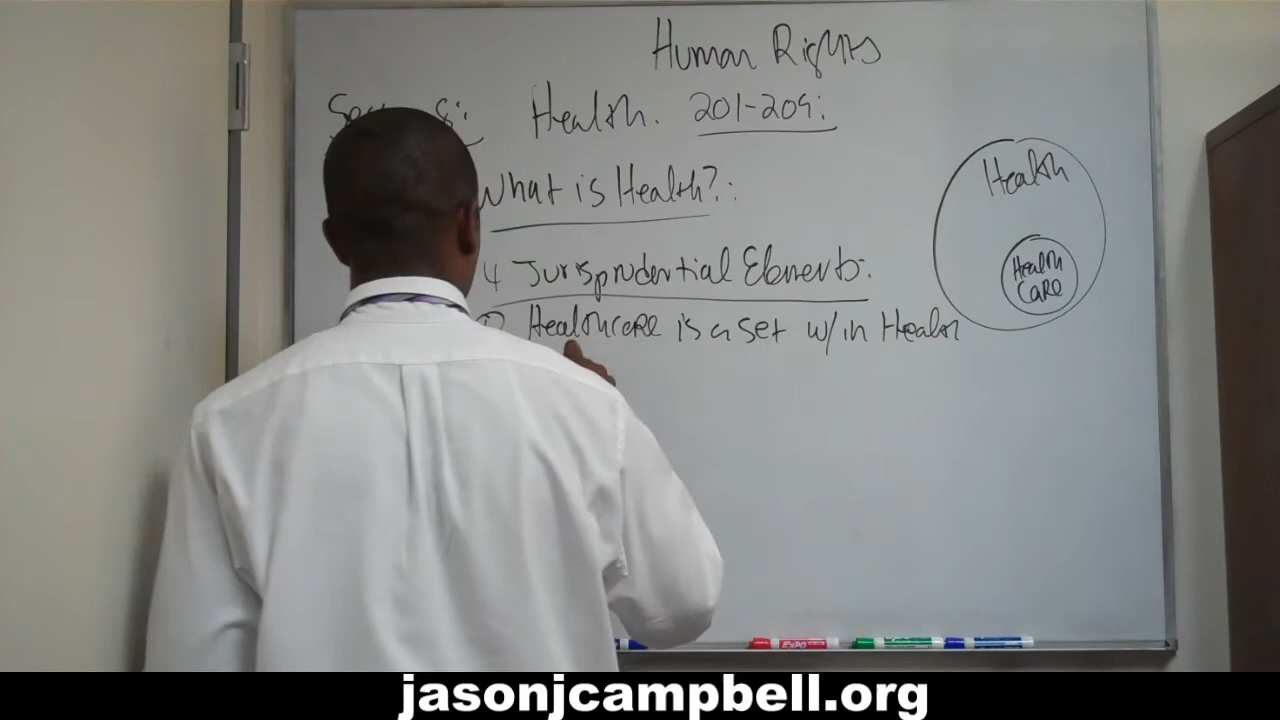 Human Rights
Health. 201-209:
What is Health?:
4 Jurisprudential Elements:
Healthcare is a set w/in Health
Health
Health
Care
EXPO
jasonjcampbell.org